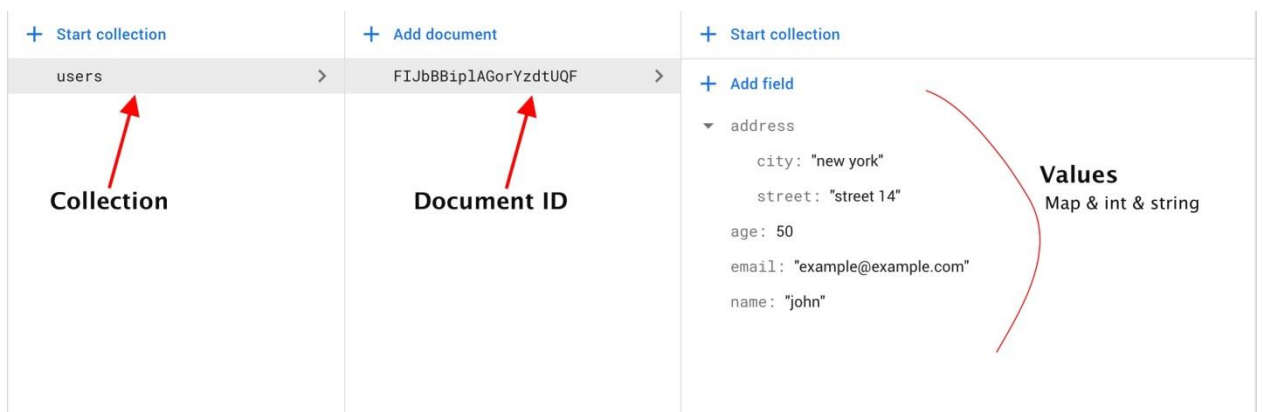 + Start collection
users
Collection
+ Add document
FIJbBBiplAGorYzdtUQF
Document ID
+ Start collection
+ Add field
address
city: "new york"
street: "street 14"
age: 50
email: "example@example.com"
name: "john"
Values
Map & int & string